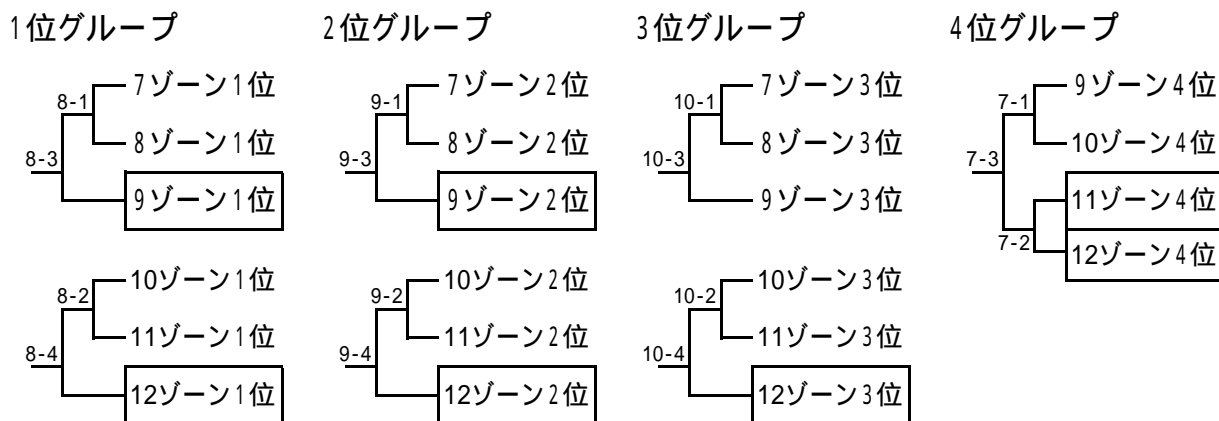 1位グループ
8-1
7ゾーン1位
8ゾーン1位
8-3
9ゾーン1位
8-2
10ゾーン1位
11ゾーン1位
8-4
12ゾーン1位
2位グループ
9-1
7ゾーン2位
8ゾーン2位
9-3
9ゾーン2位
9-2
10ゾーン2位
11ゾーン2位
9-4
12ゾーン2位
3位グループ
10-1
7ゾーン3位
8ゾーン3位
10-3
9ゾーン3位
10-2
10ゾーン3位
11ゾーン3位
10-4
12ゾーン3位
4位グループ
7-1
9ゾーン4位
10ゾーン4位
7-3
11ゾーン4位
7-2
12ゾーン4位